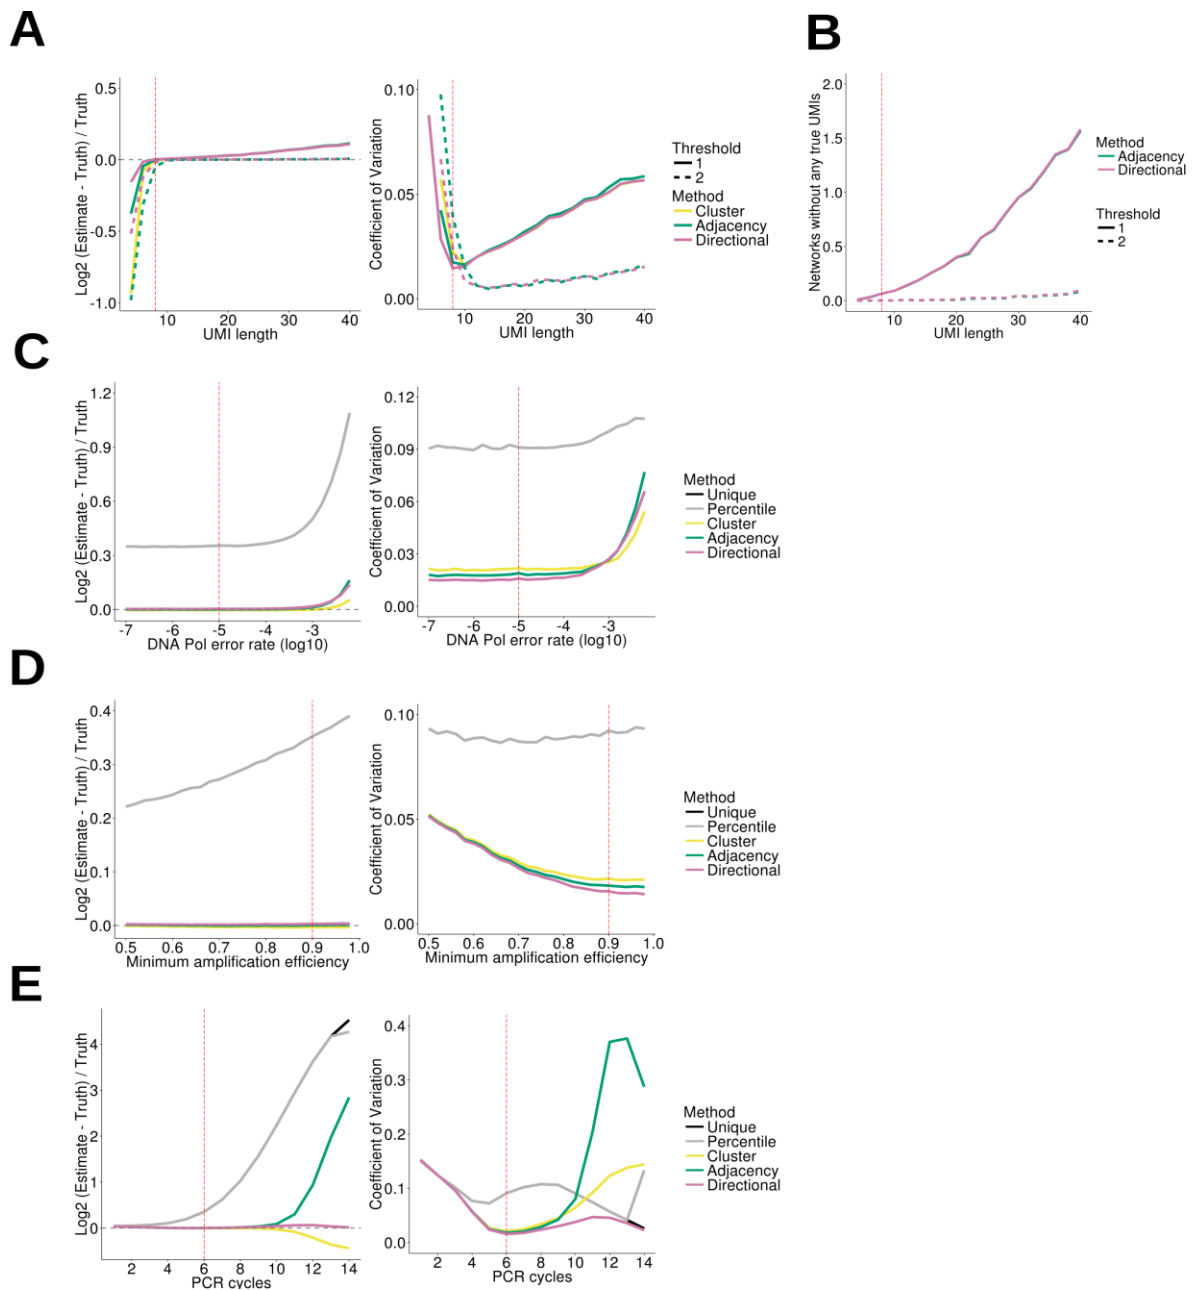 A
B
Log2 (Estimate - Truth) / Truth
0.5
0.0
-0.5
-1.0
10
20
30
40
UMI length
Coefficient of Variation
0.10
0.05
0.00
10
20
30
40
UMI length
Threshold
1
2
Method
Cluster
Adjacency
Directional
Networks without any true UMIs
2.0
1.5
1.0
0.5
0.0
10
20
30
40
UMI length
Method
Adjacency
Directional
Threshold
1
2
C
Log2 (Estimate - Truth) / Truth
1.2
0.9
0.6
0.3
0.0
-7
-6
-5
-4
-3
DNA Pol error rate (log10)
Coefficient of Variation
0.12
0.09
0.06
0.03
0.00
-7
-6
-5
-4
-3
DNA Pol error rate (log10)
Method
Unique
Percentile
Cluster
Adjacency
Directional
D
Log2 (Estimate - Truth) / Truth
0.4
0.3
0.2
0.1
0.0
0.5
0.6
0.7
0.8
0.9
1.0
Minimum amplification efficiency
Coefficient of Variation
0.10
0.05
0.00
0.5
0.6
0.7
0.8
0.9
1.0
Minimum amplification efficiency
Method
Unique
Percentile
Cluster
Adjacency
Directional
E
Log2 (Estimate - Truth) / Truth
4
3
2
1
0
2
4
6
8
10
12
14
PCR cycles
Coefficient of Variation
0.4
0.3
0.2
0.1
0.0
2
4
6
8
10
12
14
PCR cycles
Method
Unique
Percentile
Cluster
Adjacency
Directional